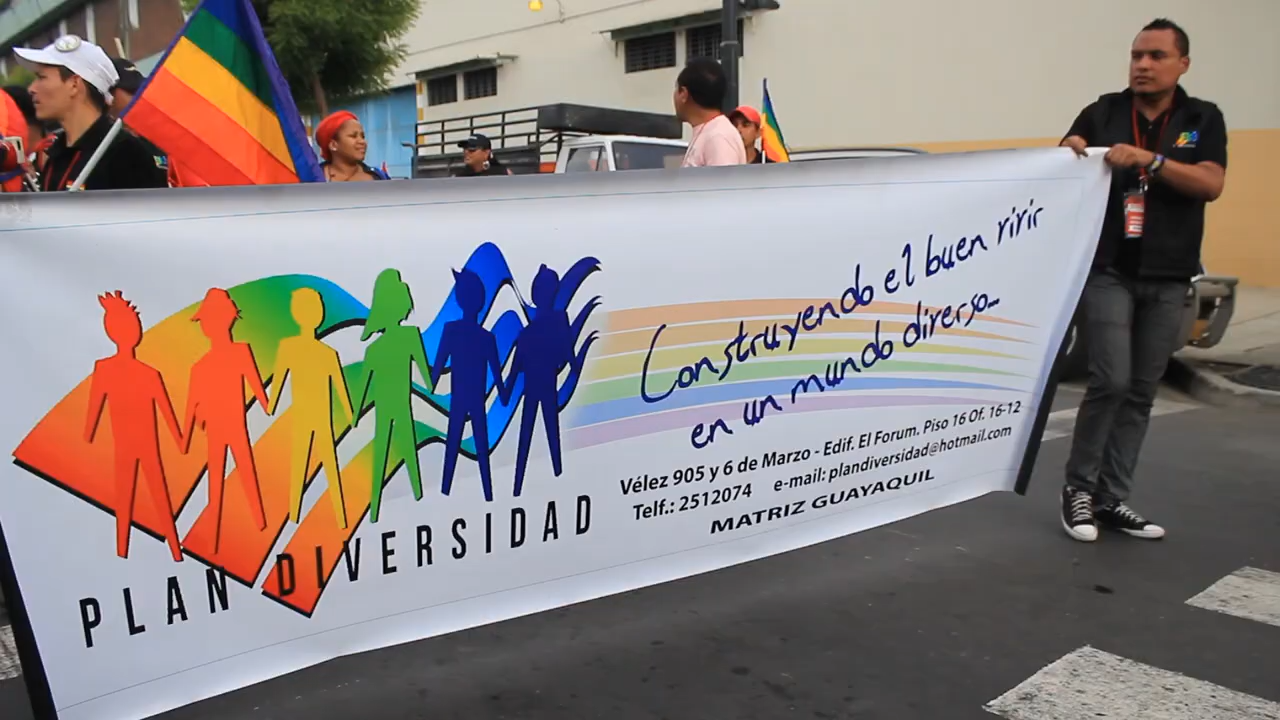 PLAN DIVERSIDAD
Construyendo el buen vivir
en un mundo diverso...
Vélez 905 y 6 de Marzo - Edif. El Forum. Piso 16 Of. 16-12
Telf.: 2512074 e-mail: plandiversidad@hotmail.com
MATRIZ GUAYAQUIL